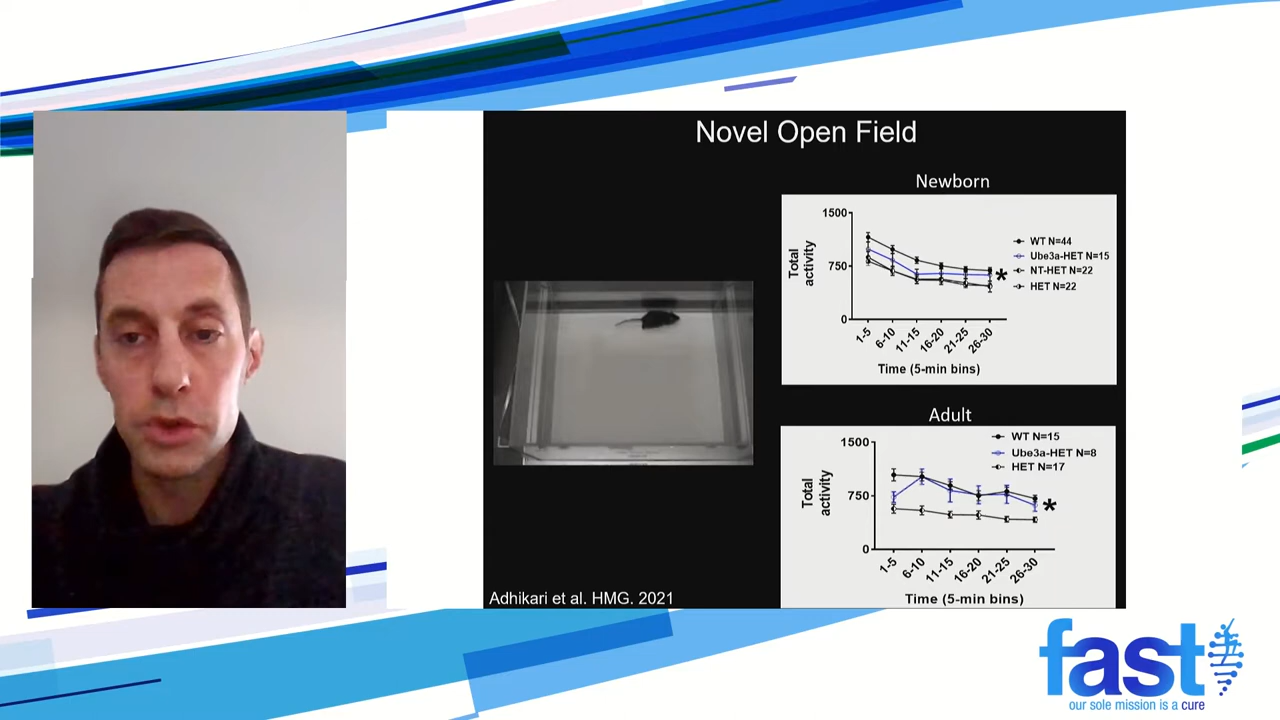 Novel Open Field
Newborn
1500
750
0
Total
activity
WT N=44
Ube3a-HET N=15
NT-HET N=22
HET N=22
*
1-5
6-10
11-15
16-20
21-25
26-30
Time (5-min bins)
Adult
1500
750
0
Total
activity
WT N=15
Ube3a-HET N=8
HET N=17
*
1-5
6-10
11-15
16-20
21-25
26-30
Time (5-min bins)
Adhikari et al. HMG. 2021
fast
our sole mission is a cure